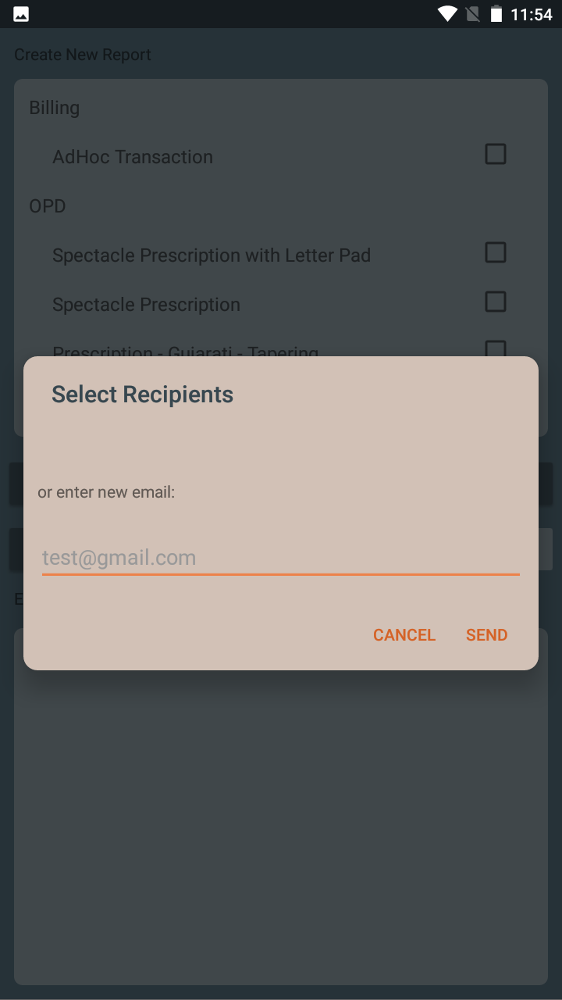 11:54
Create New Report
Billing
AdHoc Transaction
OPD
Spectacle Prescription with Letter Pad
Spectacle Prescription
Prescription - Gujarati - Tapering
Select Recipients
or enter new email:
test@gmail.com
CANCEL SEND